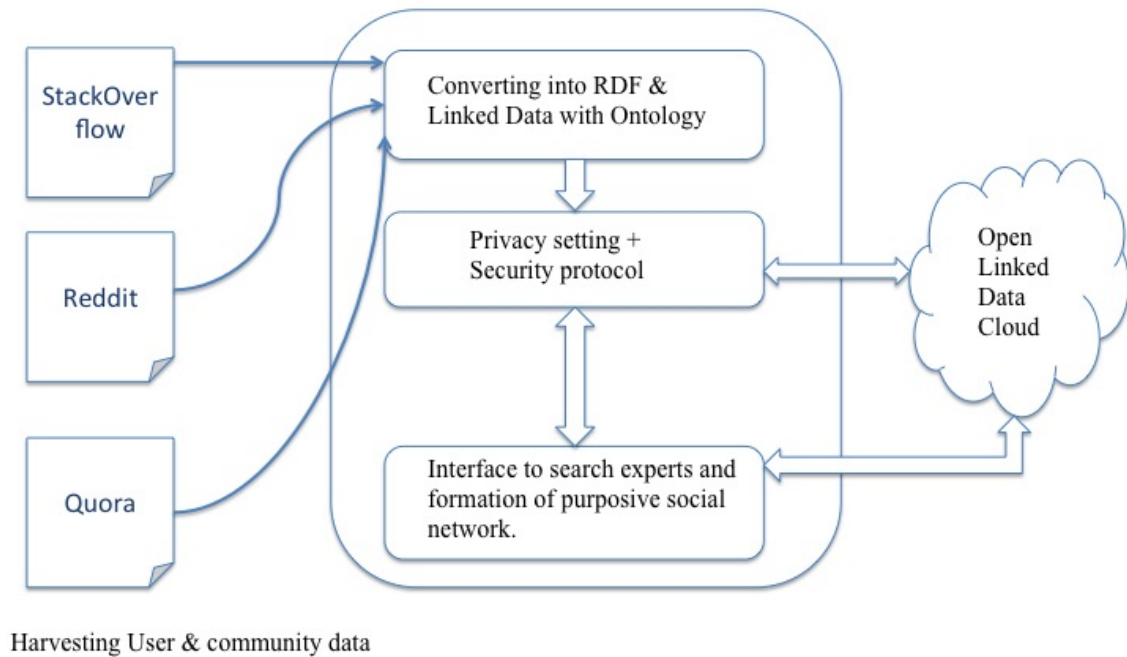 StackOver
flow
Reddit
Quora
Converting into RDF &
Linked Data with Ontology
Privacy setting +
Security protocol
Interface to search experts and
formation of purposive social
network.
Open
Linked
Data
Cloud
Harvesting User & community data